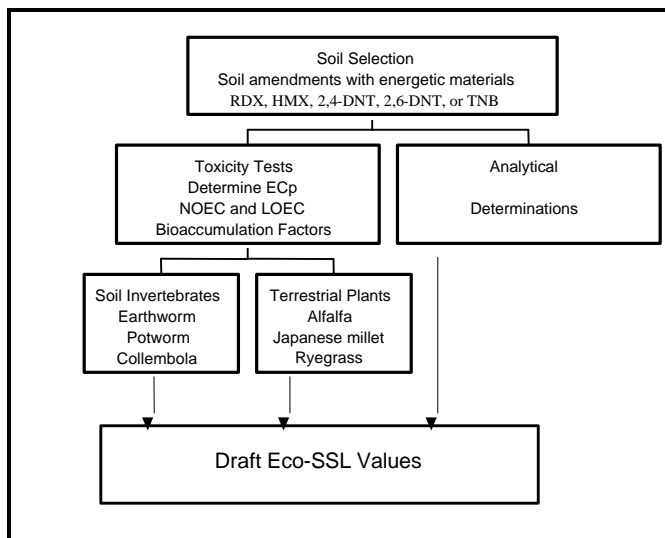 Soil Selection
Soil amendments with energetic materials
RDX, HMX, 2,4-DNT, 2,6-DNT, or TNB
Toxicity Tests
Determine ECp
NOEC and LOEC
Bioaccumulation Factors
Analytical
Determinations
Soil Invertebrates
Earthworm
Potworm
Collembola
Terrestrial Plants
Alfalfa
Japanese millet
Ryegrass
Draft Eco-SSL Values